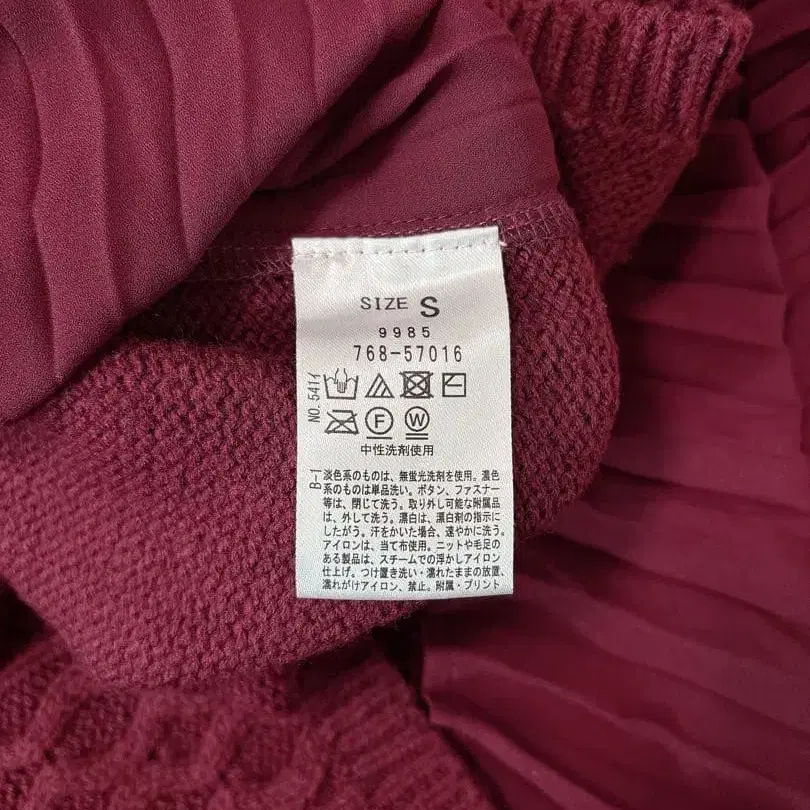 SIZE S
9985
768-57016
NO.541イ
F W
中性洗剤使用
B-1
淡色系のものは、無蛍光洗剤を使用。濃色
系のものは単品洗い。ボタン、ファスナー
等は、閉じて洗う。取り外し可能な附属品
は、外して洗う。漂白は、漂白剤の指示に
したがう。汗をかいた場合、速やかに洗う。
アイロンは、当て布使用。ニットや毛足の
ある製品は、スチームでの浮かしアイロン
仕上げ。つけ置き洗い・濡れたままの放置、
濡れがけアイロン、禁止。附属・プリント